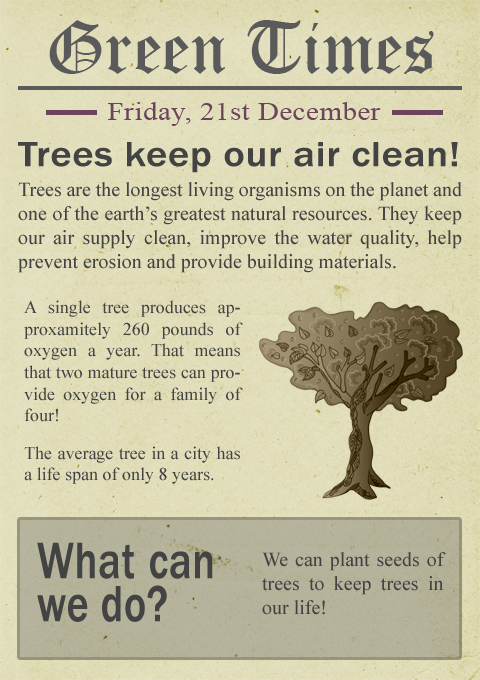 Green Times
Friday, 21st December
Trees keep our air clean!
Trees are the longest living organisms on the planet and
one of the earth's greatest natural resources. They keep
our air supply clean, improve the water quality, help
prevent erosion and provide building materials.
A single tree produces ap-
proxamitely 260 pounds of
oxygen a year. That means
that two mature trees can pro-
vide oxygen for a family of
four!
The average tree in a city has
a life span of only 8 years.
What can
we do?
We can plant seeds of
trees to keep trees in
our life!